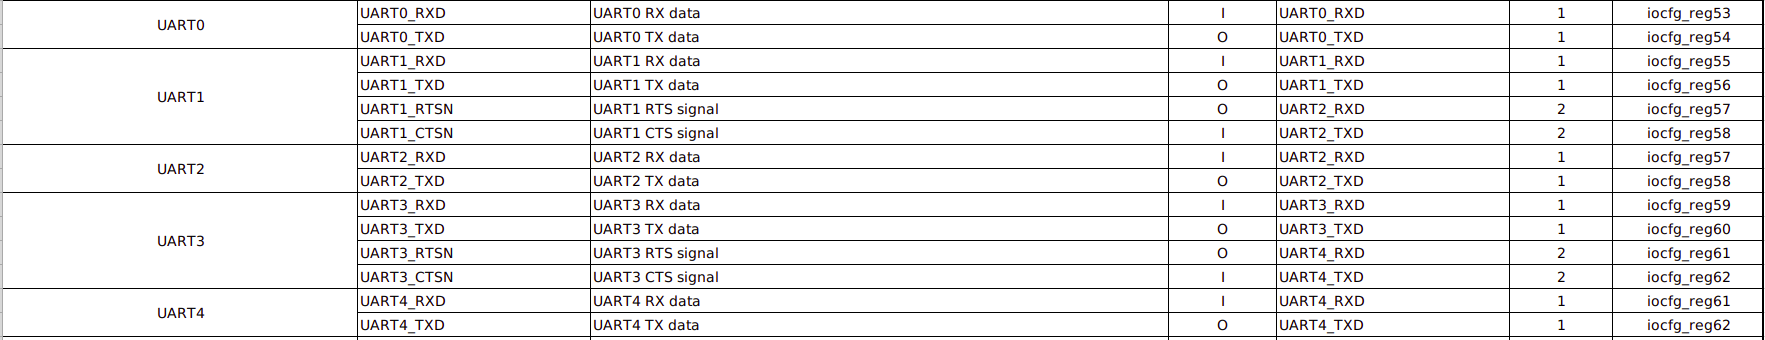 UART0 UART0_RXD UART0 RX data I UART0_RXD 1 iocfg_reg53
UART0_TXD UART0 TX data O UART0_TXD 1 iocfg_reg54
UART1 UART1_RXD UART1 RX data I UART1_RXD 1 iocfg_reg55
UART1_TXD UART1 TX data O UART1_TXD 1 iocfg_reg56
UART1_RTSN UART1 RTS signal O UART2_RXD 2 iocfg_reg57
UART1_CTSN UART1 CTS signal I UART2_TXD 2 iocfg_reg58
UART2 UART2_RXD UART2 RX data I UART2_RXD 1 iocfg_reg57
UART2_TXD UART2 TX data O UART2_TXD 1 iocfg_reg58
UART3 UART3_RXD UART3 RX data I UART3_RXD 1 iocfg_reg59
UART3_TXD UART3 TX data O UART3_TXD 1 iocfg_reg60
UART3_RTSN UART3 RTS signal O UART4_RXD 2 iocfg_reg61
UART3_CTSN UART3 CTS signal I UART4_TXD 2 iocfg_reg62
UART4 UART4_RXD UART4 RX data I UART4_RXD 1 iocfg_reg61
UART4_TXD UART4 TX data O UART4_TXD 1 iocfg_reg62